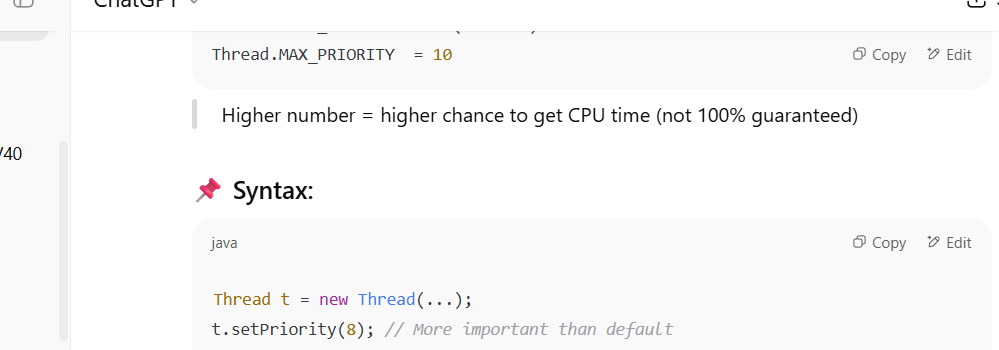 ChatGPT
Thread.MAX_PRIORITY  = 10
Copy
Edit
Higher number = higher chance to get CPU time (not 100% guaranteed)
/40
📌 Syntax:
java
Copy
Edit
Thread t = new Thread(...);
t.setPriority(8); // More important than default